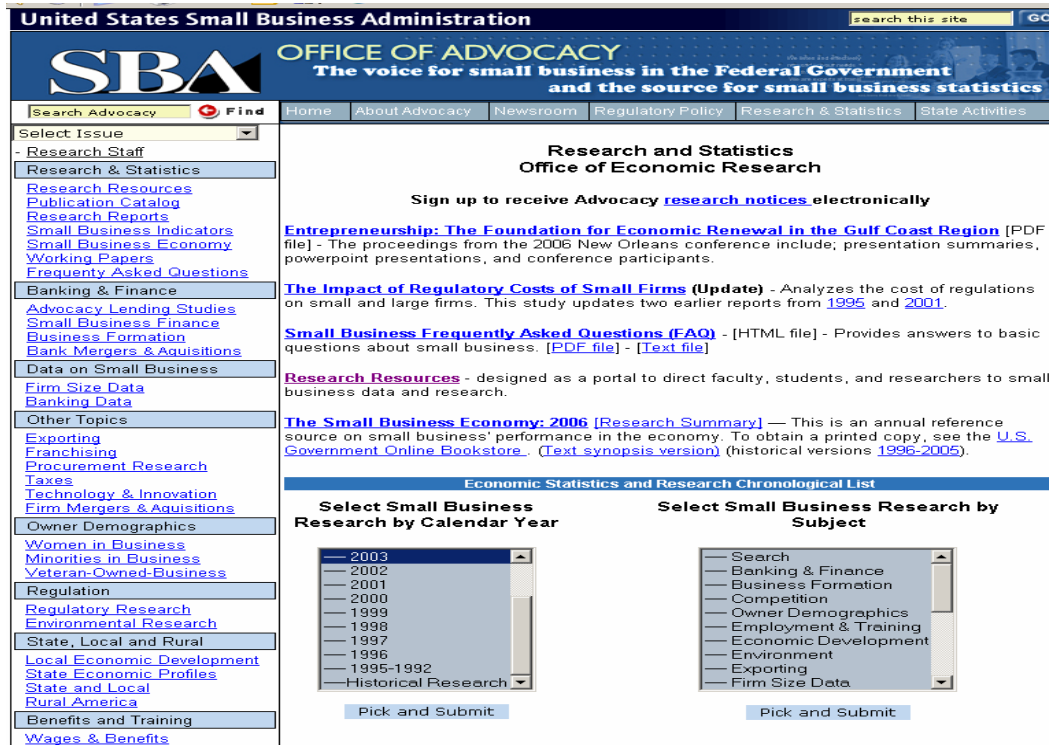 United States Small Business Administration
search this site
GO
SBA
OFFICE OF ADVOCACY
The voice for small business in the Federal Government
and the source for small business statistics
Search Advocacy
Find
Home
About Advocacy
Newsroom
Regulatory Policy
Research & Statistics
State Activities
Select Issue
- Research Staff
Research & Statistics
Research Resources
Publication Catalog
Research Reports
Small Business Indicators
Small Business Economy
Working Papers
Frequenty Asked Questions
Banking & Finance
Advocacy Lending Studies
Small Business Finance
Business Formation
Bank Mergers & Aquisitions
Data on Small Business
Firm Size Data
Banking Data
Other Topics
Exporting
Franchising
Procurement Research
Taxes
Technology & Innovation
Firm Mergers & Aquisitions
Owner Demographics
Women in Business
Minorities in Business
Veteran-Owned-Business
Regulation
Regulatory Research
Environmental Research
State, Local and Rural
Local Economic Development
State Economic Profiles
State and Local
Rural America
Benefits and Training
Wages & Benefits
Research and Statistics
Office of Economic Research
Sign up to receive Advocacy research notices electronically
Entrepreneurship: The Foundation for Economic Renewal in the Gulf Coast Region [PDF
file] - The proceedings from the 2006 New Orleans conference include; presentation summaries,
powerpoint presentations, and conference participants.
The Impact of Regulatory Costs of Small Firms (Update) - Analyzes the cost of regulations
on small and large firms. This study updates two earlier reports from 1995 and 2001.
Small Business Frequently Asked Questions (FAQ) - [HTML file] - Provides answers to basic
questions about small business. [PDF file] - [Text file]
Research Resources - designed as a portal to direct faculty, students, and researchers to small
business data and research.
The Small Business Economy: 2006 [Research Summary] — This is an annual reference
source on small business' performance in the economy. To obtain a printed copy, see the U.S.
Government Online Bookstore . (Text synopsis version) (historical versions 1996-2005).
Economic Statistics and Research Chronological List
Select Small Business
Research by Calendar Year
— 2003
— 2002
— 2001
— 2000
— 1999
— 1998
— 1997
— 1996
— 1995-1992
—Historical Research
Pick and Submit
Select Small Business Research by
Subject
— Search
— Banking & Finance
— Business Formation
— Competition
— Owner Demographics
— Employment & Training
— Economic Development
— Environment
— Exporting
— Firm Size Data
Pick and Submit